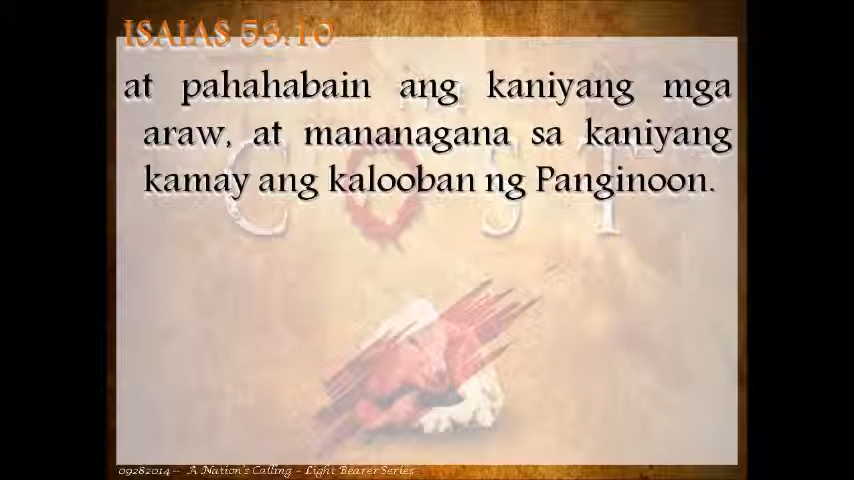 ISAIAS 53:10
at pahahabain ang kaniyang mga
araw, at mananagana sa kaniyang
kamay ang kalooban ng Panginoon.
COST
09282014 – A Nation's Calling – Light Bearer Series